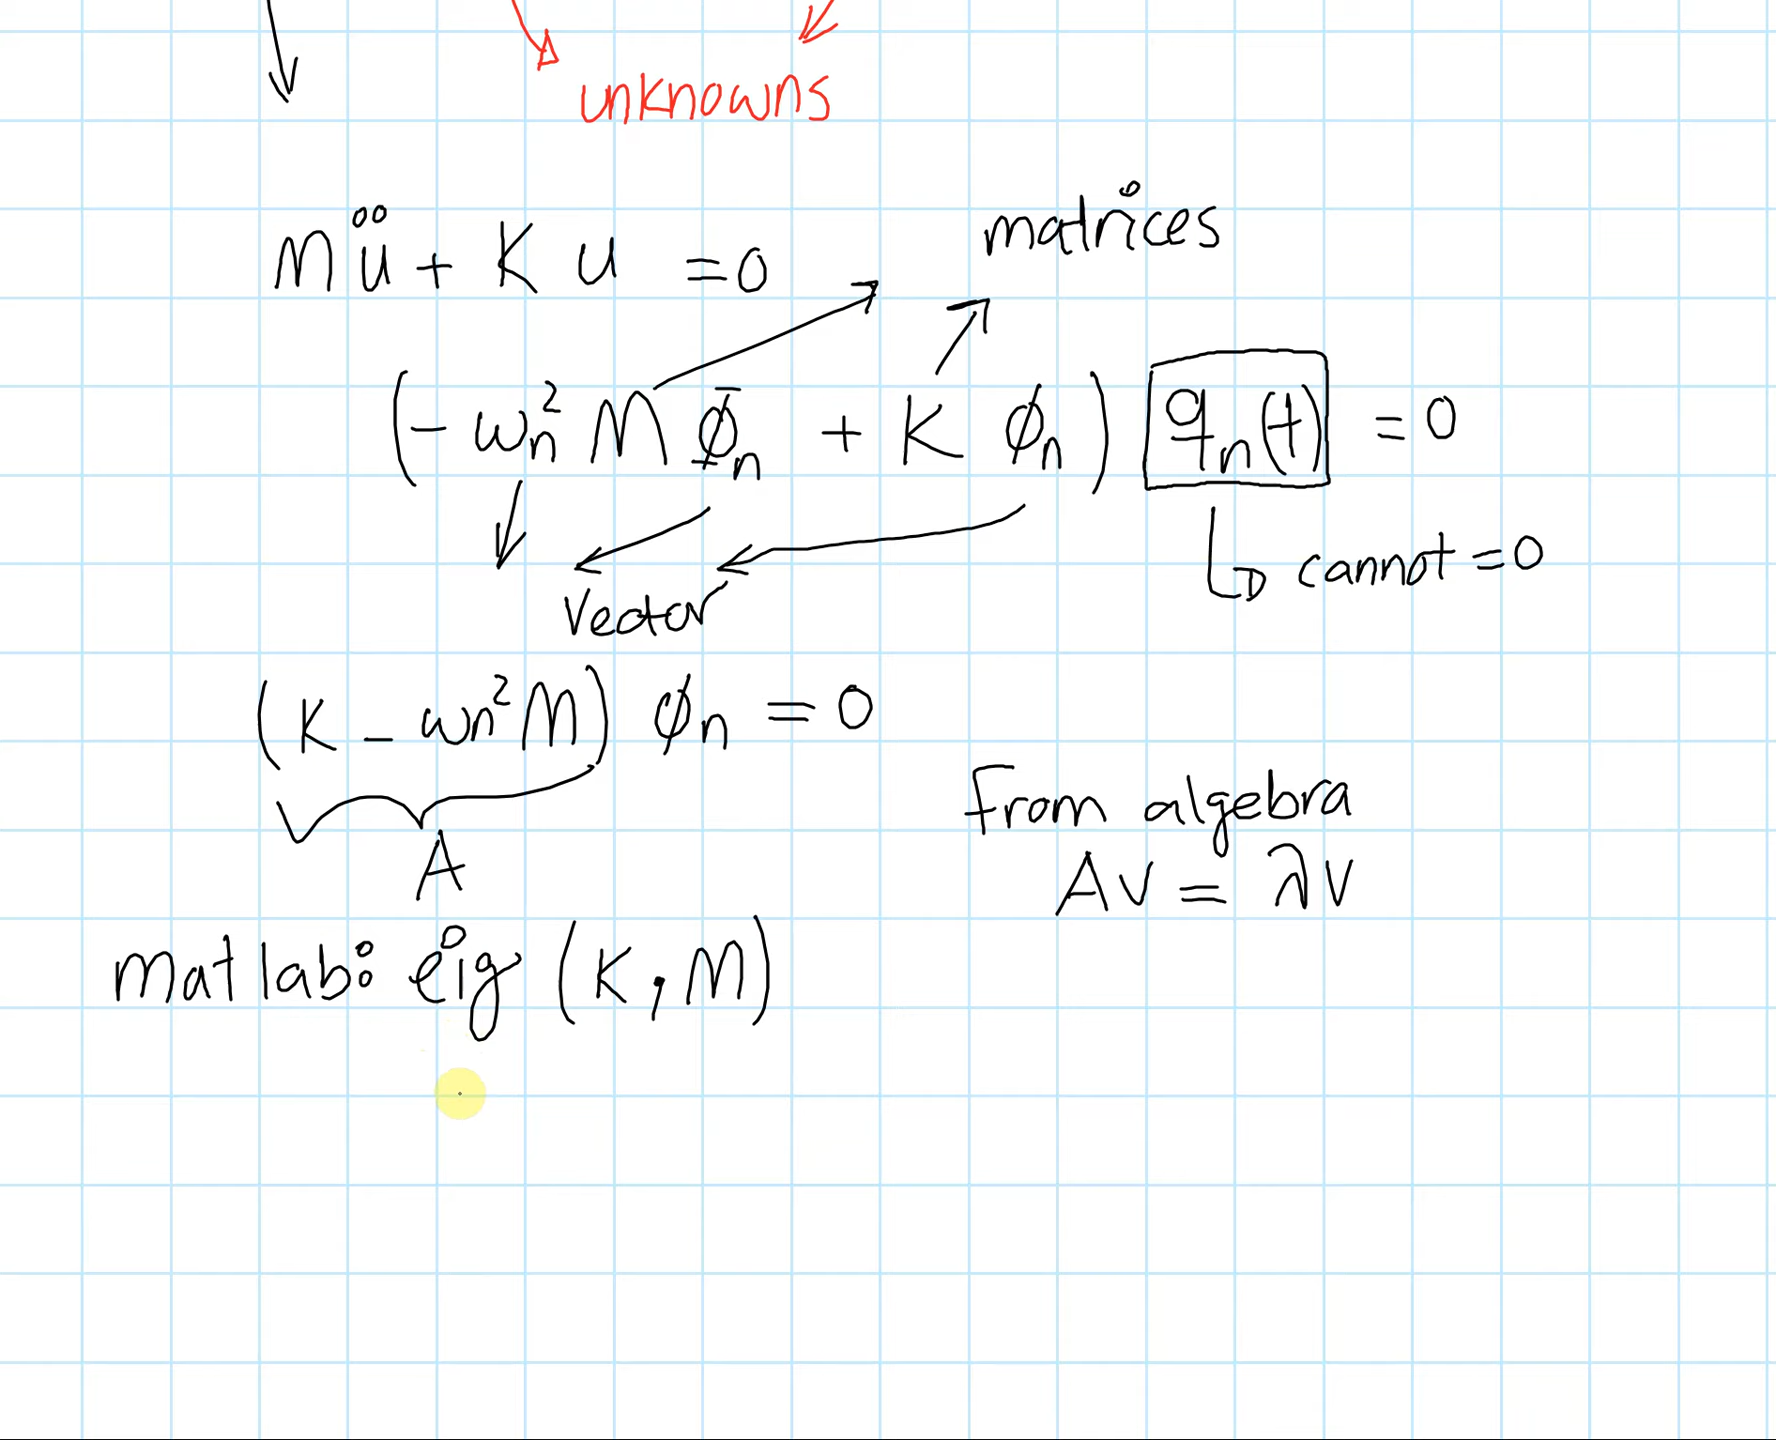 unknowns
matrices
Mü + K u = 0
(- ωn² M ϕn + K ϕn) qn(t) = 0
cannot = 0
Vector
(K - ωn² M) ϕn = 0
From algebra
A
Av = λv
matlab: eig (K, M)